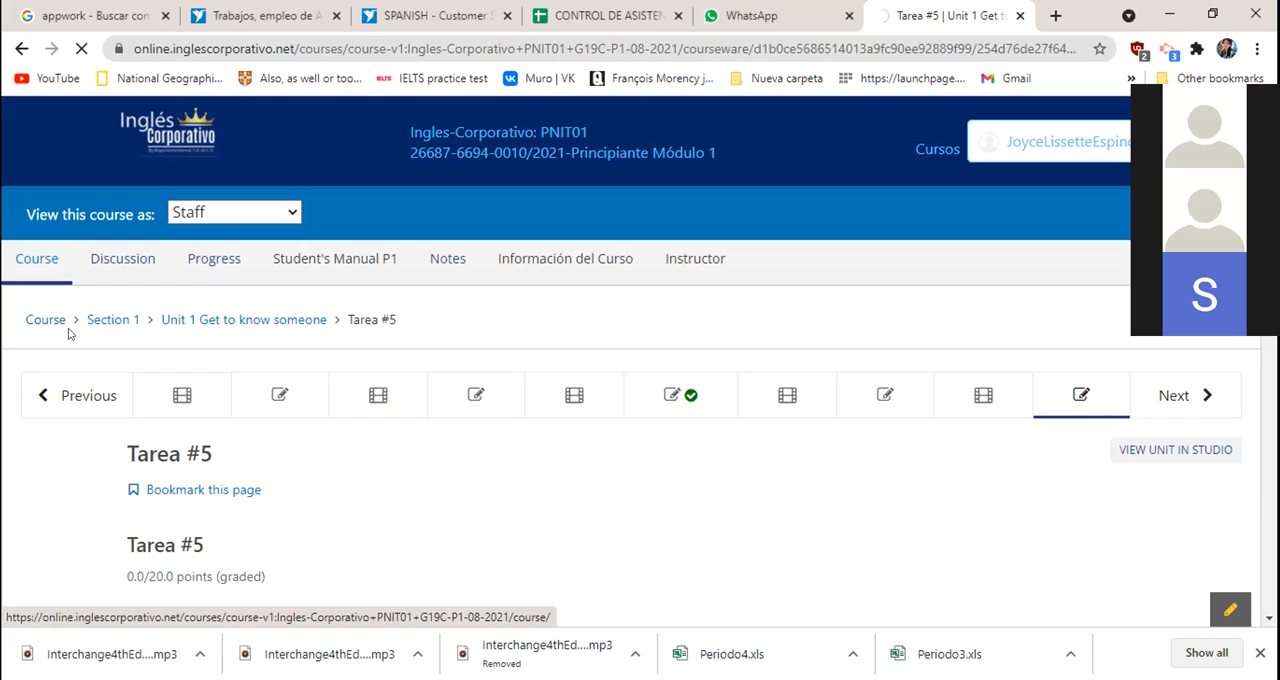 appwork - Buscar con
Trabajos, empleo de A
SPANISH - Customer S
CONTROL DE ASISTEN
WhatsApp
Tarea #5 | Unit 1 Get to
online.inglescorporativo.net/courses/course-v1:Ingles-Corporativo+PNIT01+G19C-P1-08-2021/courseware/d1b0ce5686514013a9fc90ee92889f99/254d76de27f64...
2
3
YouTube
National Geographi...
Also, as well or too...
IELTS IELTS practice test
Muro | VK
François Morency j...
Nueva carpeta
https://launchpage....
Gmail
»
Other bookmarks
Inglés
Corporativo
Ingles-Corporativo: PNIT01
26687-6694-0010/2021-Principiante Módulo 1
Cursos
JoyceLissetteEspino
View this course as:
Staff
Course
Discussion
Progress
Student's Manual P1
Notes
Información del Curso
Instructor
S
Course > Section 1 > Unit 1 Get to know someone > Tarea #5
Previous
Next
Tarea #5
VIEW UNIT IN STUDIO
Bookmark this page
Tarea #5
0.0/20.0 points (graded)
https://online.inglescorporativo.net/courses/course-v1:Ingles-Corporativo+PNIT01+G19C-P1-08-2021/course/
Interchange4thEd....mp3
Interchange4thEd....mp3
Interchange4thEd....mp3
Removed
Periodo4.xls
Periodo3.xls
Show all